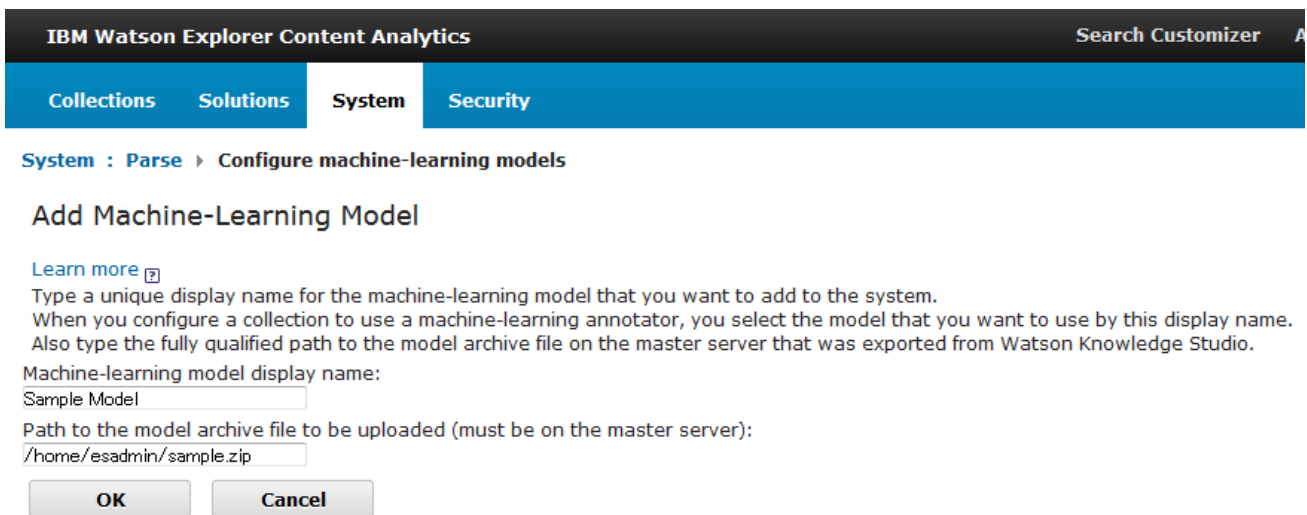 IBM Watson Explorer Content Analytics Search Customizer A
Collections Solutions System Security
System : Parse Configure machine-learning models
Add Machine-Learning Model
Learn more ?
Type a unique display name for the machine-learning model that you want to add to the system.
When you configure a collection to use a machine-learning annotator, you select the model that you want to use by this display name.
Also type the fully qualified path to the model archive file on the master server that was exported from Watson Knowledge Studio.
Machine-learning model display name:
Sample Model
Path to the model archive file to be uploaded (must be on the master server):
/home/esadmin/sample.zip
OK Cancel